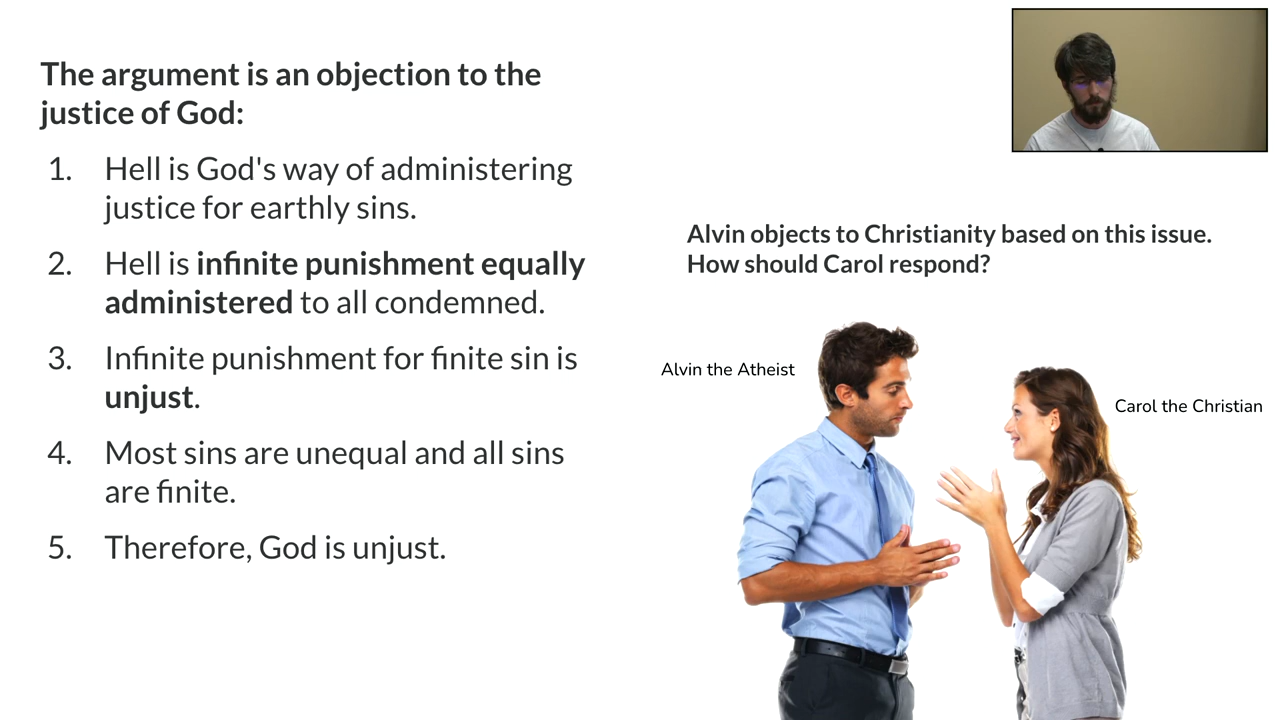 The argument is an objection to the
justice of God:
1. Hell is God's way of administering
justice for earthly sins.
2. Hell is infinite punishment equally
administered to all condemned.
3. Infinite punishment for finite sin is
unjust.
4. Most sins are unequal and all sins
are finite.
5. Therefore, God is unjust.
Alvin objects to Christianity based on this issue.
How should Carol respond?
Alvin the Atheist
Carol the Christian